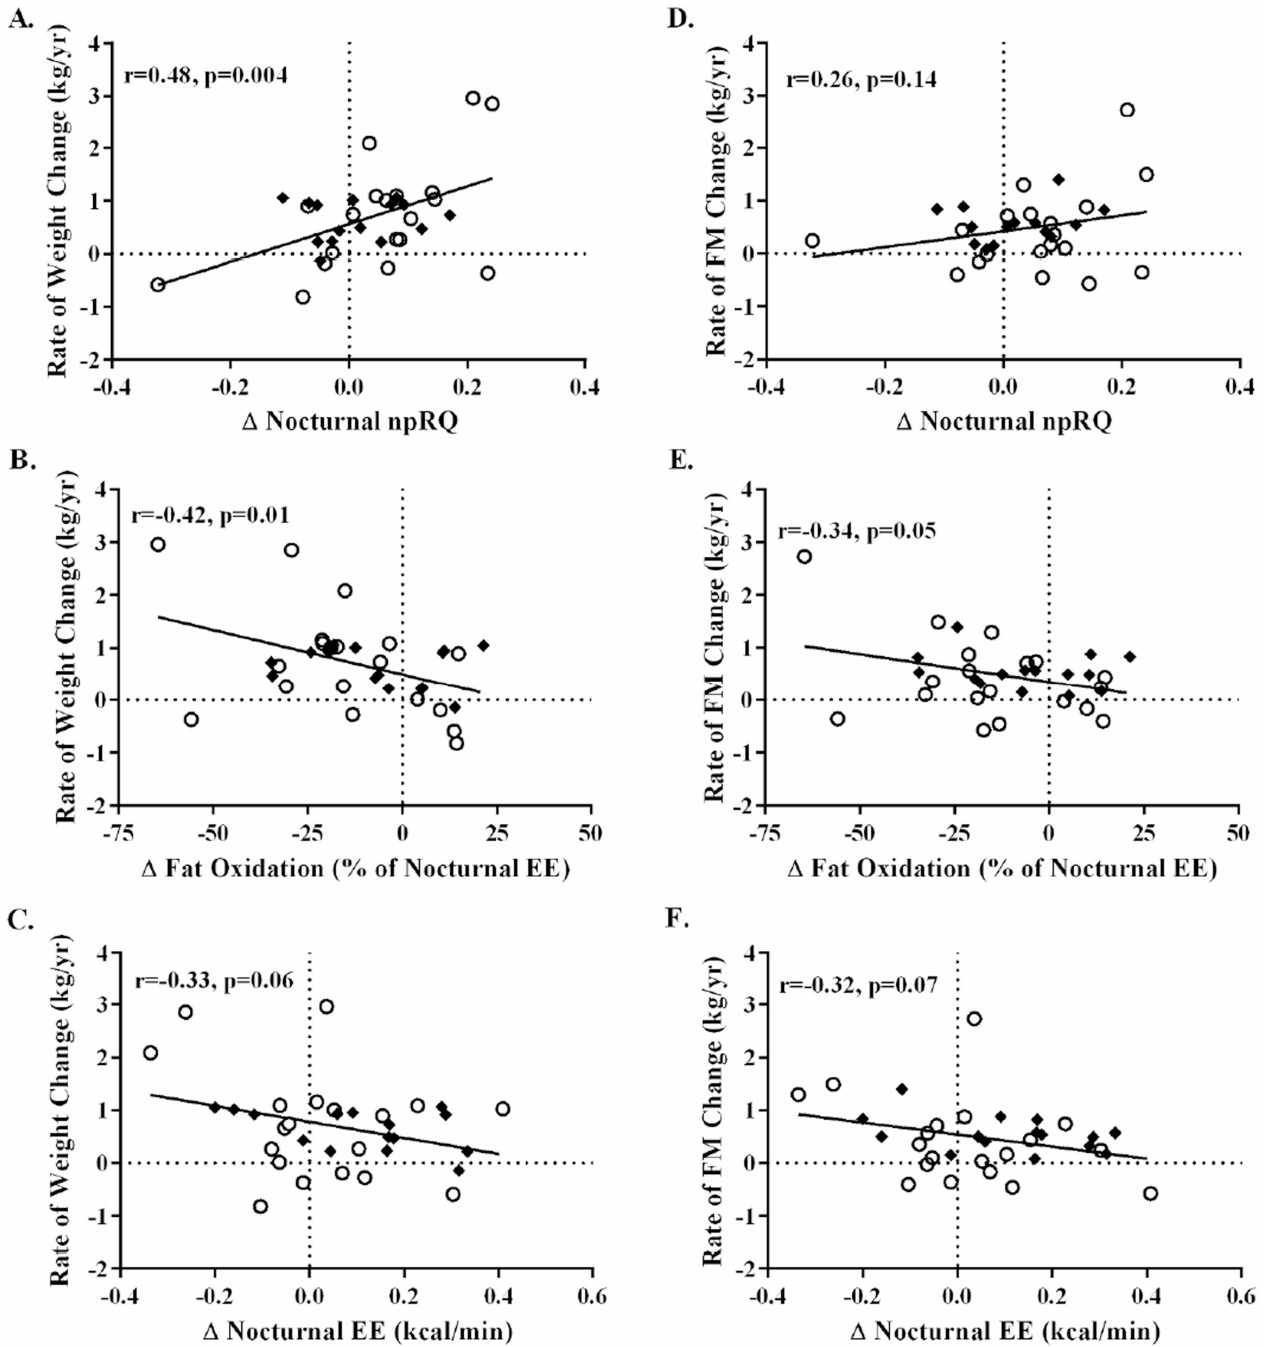 A.
Rate of Weight Change (kg/yr)
r=0.48, p=0.004
4
3
2
1
0
-1
-2
-0.4 -0.2 0.0 0.2 0.4
Δ Nocturnal npRQ
D.
Rate of FM Change (kg/yr)
r=0.26, p=0.14
4
3
2
1
0
-1
-2
-0.4 -0.2 0.0 0.2 0.4
Δ Nocturnal npRQ
B.
Rate of Weight Change (kg/yr)
r=-0.42, p=0.01
4
3
2
1
0
-1
-2
-75 -50 -25 0 25 50
Δ Fat Oxidation (% of Nocturnal EE)
E.
Rate of FM Change (kg/yr)
r=-0.34, p=0.05
4
3
2
1
0
-1
-2
-75 -50 -25 0 25 50
Δ Fat Oxidation (% of Nocturnal EE)
C.
Rate of Weight Change (kg/yr)
r=-0.33, p=0.06
4
3
2
1
0
-1
-2
-0.4 -0.2 0.0 0.2 0.4 0.6
Δ Nocturnal EE (kcal/min)
F.
Rate of FM Change (kg/yr)
r=-0.32, p=0.07
4
3
2
1
0
-1
-2
-0.4 -0.2 0.0 0.2 0.4 0.6
Δ Nocturnal EE (kcal/min)